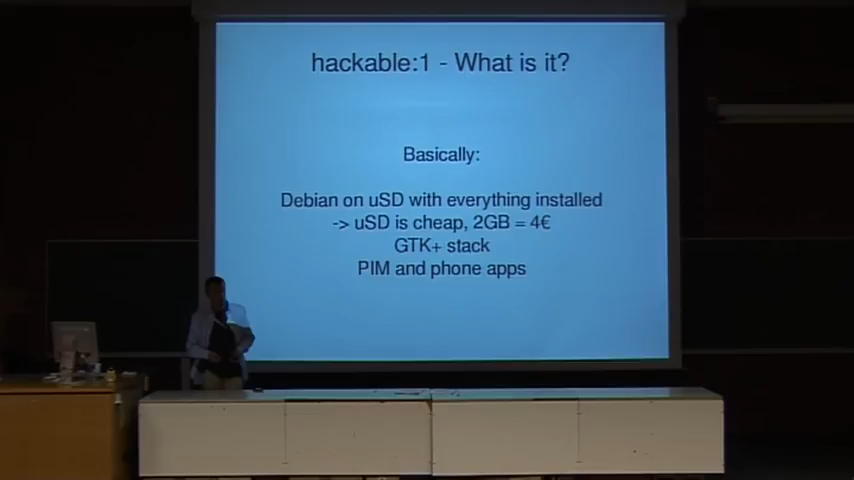 hackable:1 - What is it?
Basically:
Debian on uSD with everything installed
-> uSD is cheap, 2GB = 4€
GTK+ stack
PIM and phone apps